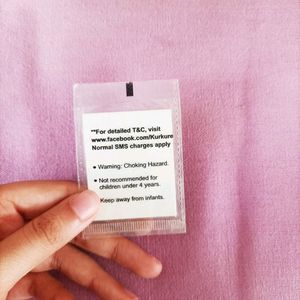 **For detailed T&C, visit
www.facebook.com/Kurkure
Normal SMS charges apply
• Warning: Choking Hazard.
• Not recommended for
children under 4 years.
Keep away from infants.